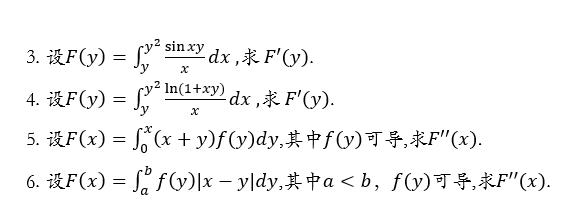 3. 设F(y) = ∫_y^{y²} \frac{sin xy}{x} dx ,求 F′(y).
4. 设F(y) = ∫_y^{y²} \frac{ln(1+xy)}{x} dx ,求 F′(y).
5. 设F(x) = ∫_0^x (x + y)f(y)dy,其中f(y)可导,求F″(x).
6. 设F(x) = ∫_a^b f(y)|x − y|dy,其中a < b，f(y)可导,求F″(x).